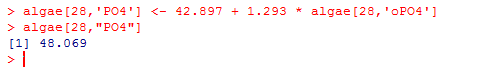 > algae[28,'PO4'] <- 42.897 + 1.293 * algae[28,'oPO4']
> algae[28,"PO4"]
[1] 48.069
>